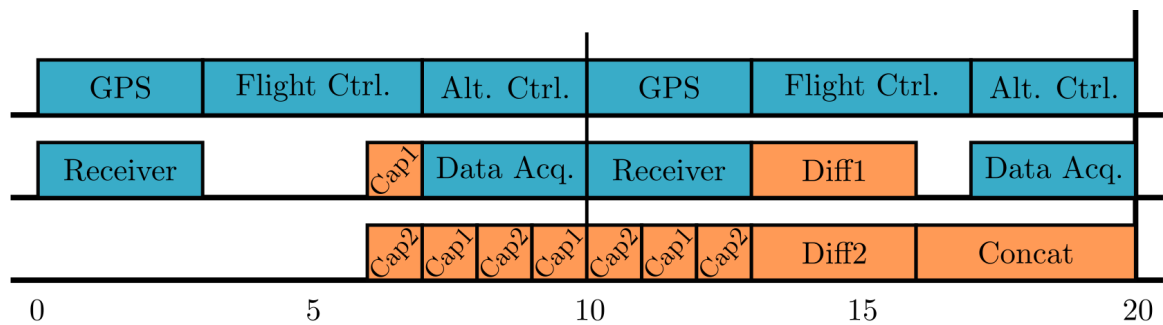 GPS Flight Ctrl. Alt. Ctrl. GPS Flight Ctrl. Alt. Ctrl.
Receiver Cap1 Data Acq. Receiver Diff1 Data Acq.
Cap2 Cap1 Cap2 Cap1 Cap2 Cap1 Cap2 Diff2 Concat
0 5 10 15 20